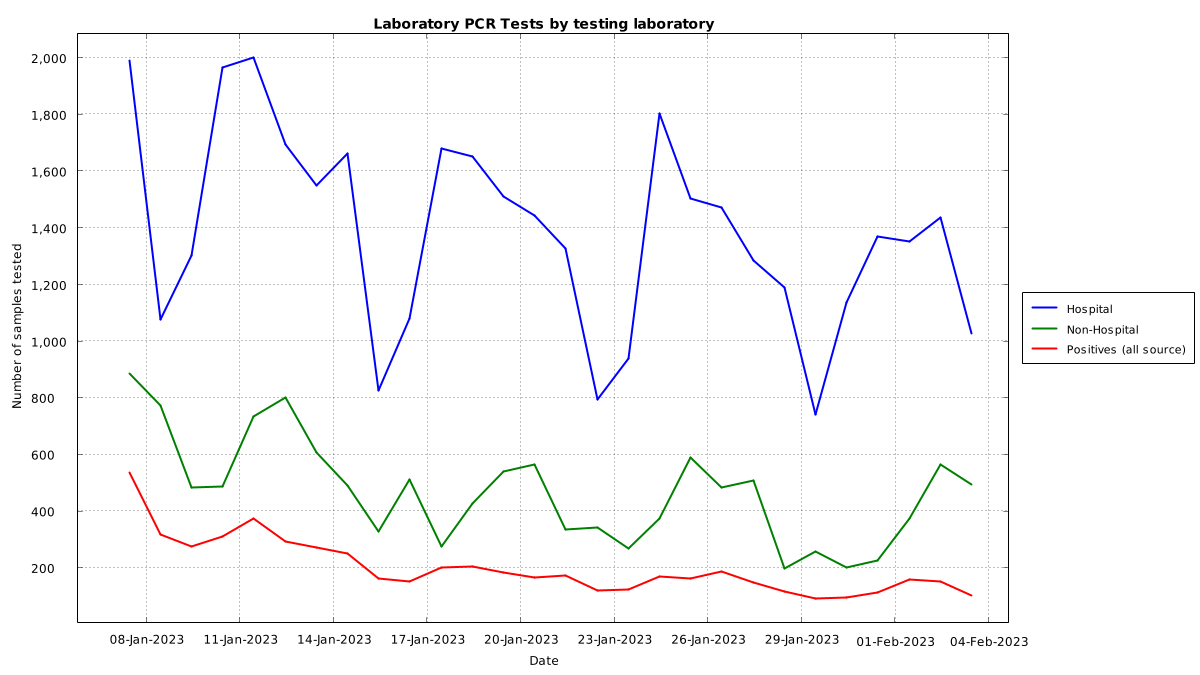 Laboratory PCR Tests by testing laboratory
2,000
1,800
1,600
1,400
1,200
1,000
800
600
400
200
Number of samples tested
08-Jan-2023 11-Jan-2023 14-Jan-2023 17-Jan-2023 20-Jan-2023 23-Jan-2023 26-Jan-2023 29-Jan-2023 01-Feb-2023 04-Feb-2023
Date
Hospital
Non-Hospital
Positives (all source)